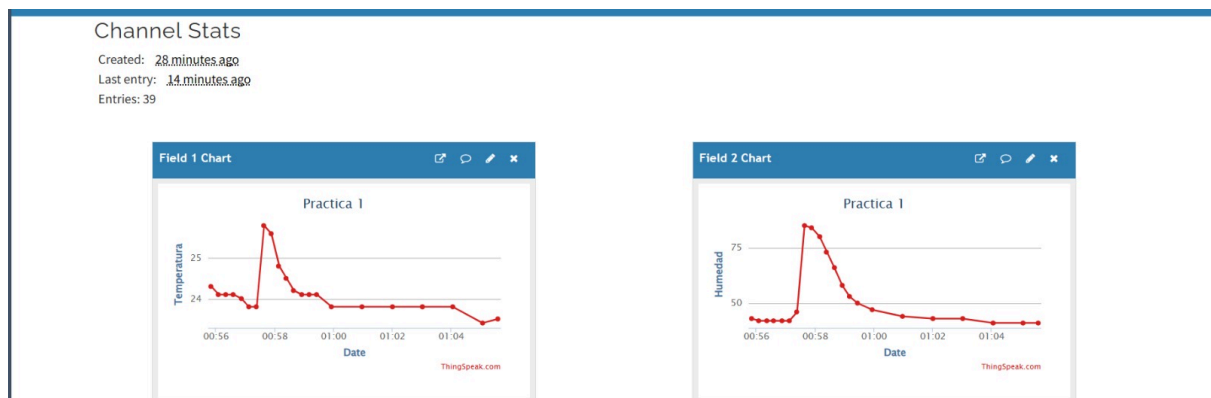 Channel Stats
Created: 28 minutes ago
Last entry: 14 minutes ago
Entries: 39
Field 1 Chart
Practica 1
Temperatura
25
24
00:56 00:58 01:00 01:02 01:04
Date
ThingSpeak.com
Field 2 Chart
Practica 1
Humedad
75
50
00:56 00:58 01:00 01:02 01:04
Date
ThingSpeak.com